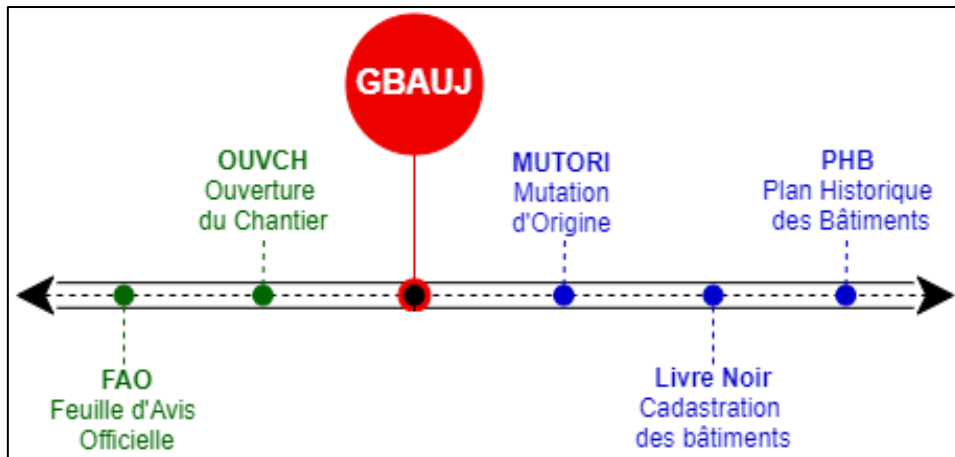 GBAUJ
OUVCH
Ouverture
du Chantier
MUTORI
Mutation
d'Origine
PHB
Plan Historique
des Bâtiments
FAO
Feuille d'Avis
Officielle
Livre Noir
Cadastration
des bâtiments